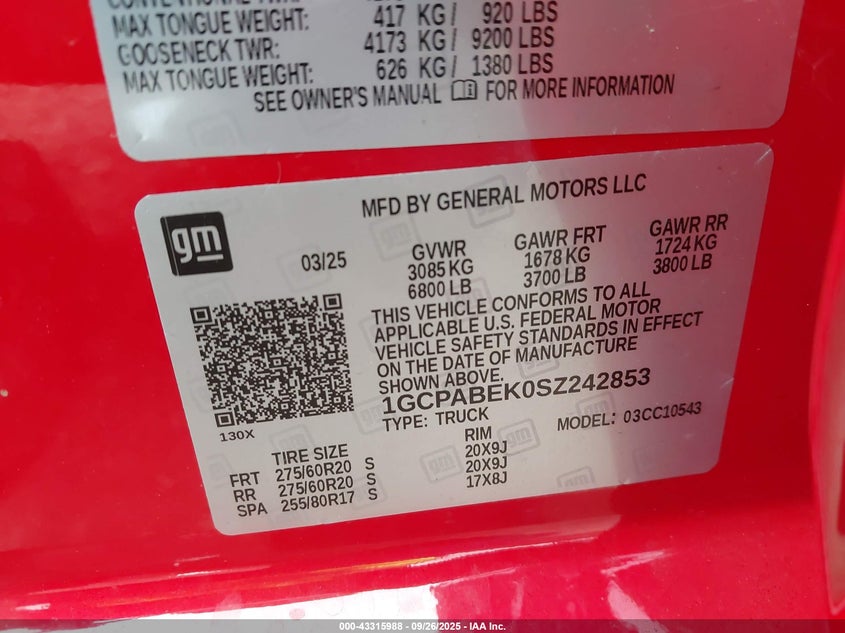 MAX TONGUE WEIGHT: 417 KG/ 920 LBS
GOOSENECK TWR: 4173 KG/ 9200 LBS
MAX TONGUE WEIGHT: 626 KG/ 1380 LBS
SEE OWNER'S MANUAL FOR MORE INFORMATION
gm
MFD BY GENERAL MOTORS LLC
03/25
GVWR GAWR FRT GAWR RR
3085 KG 1678 KG 1724 KG
6800 LB 3700 LB 3800 LB
THIS VEHICLE CONFORMS TO ALL
APPLICABLE U.S. FEDERAL MOTOR
VEHICLE SAFETY STANDARDS IN EFFECT
ON THE DATE OF MANUFACTURE
SHOWN ABOVE.
1GCPABEK0SZ242853
TYPE: TRUCK MODEL: 03CC10543
130X
TIRE SIZE RIM
FRT 275/60R20 S 20X9J
RR 275/60R20 S 20X9J
SPA 255/80R17 S 17X8J
000-43315988 - 09/26/2025 - IAA Inc.